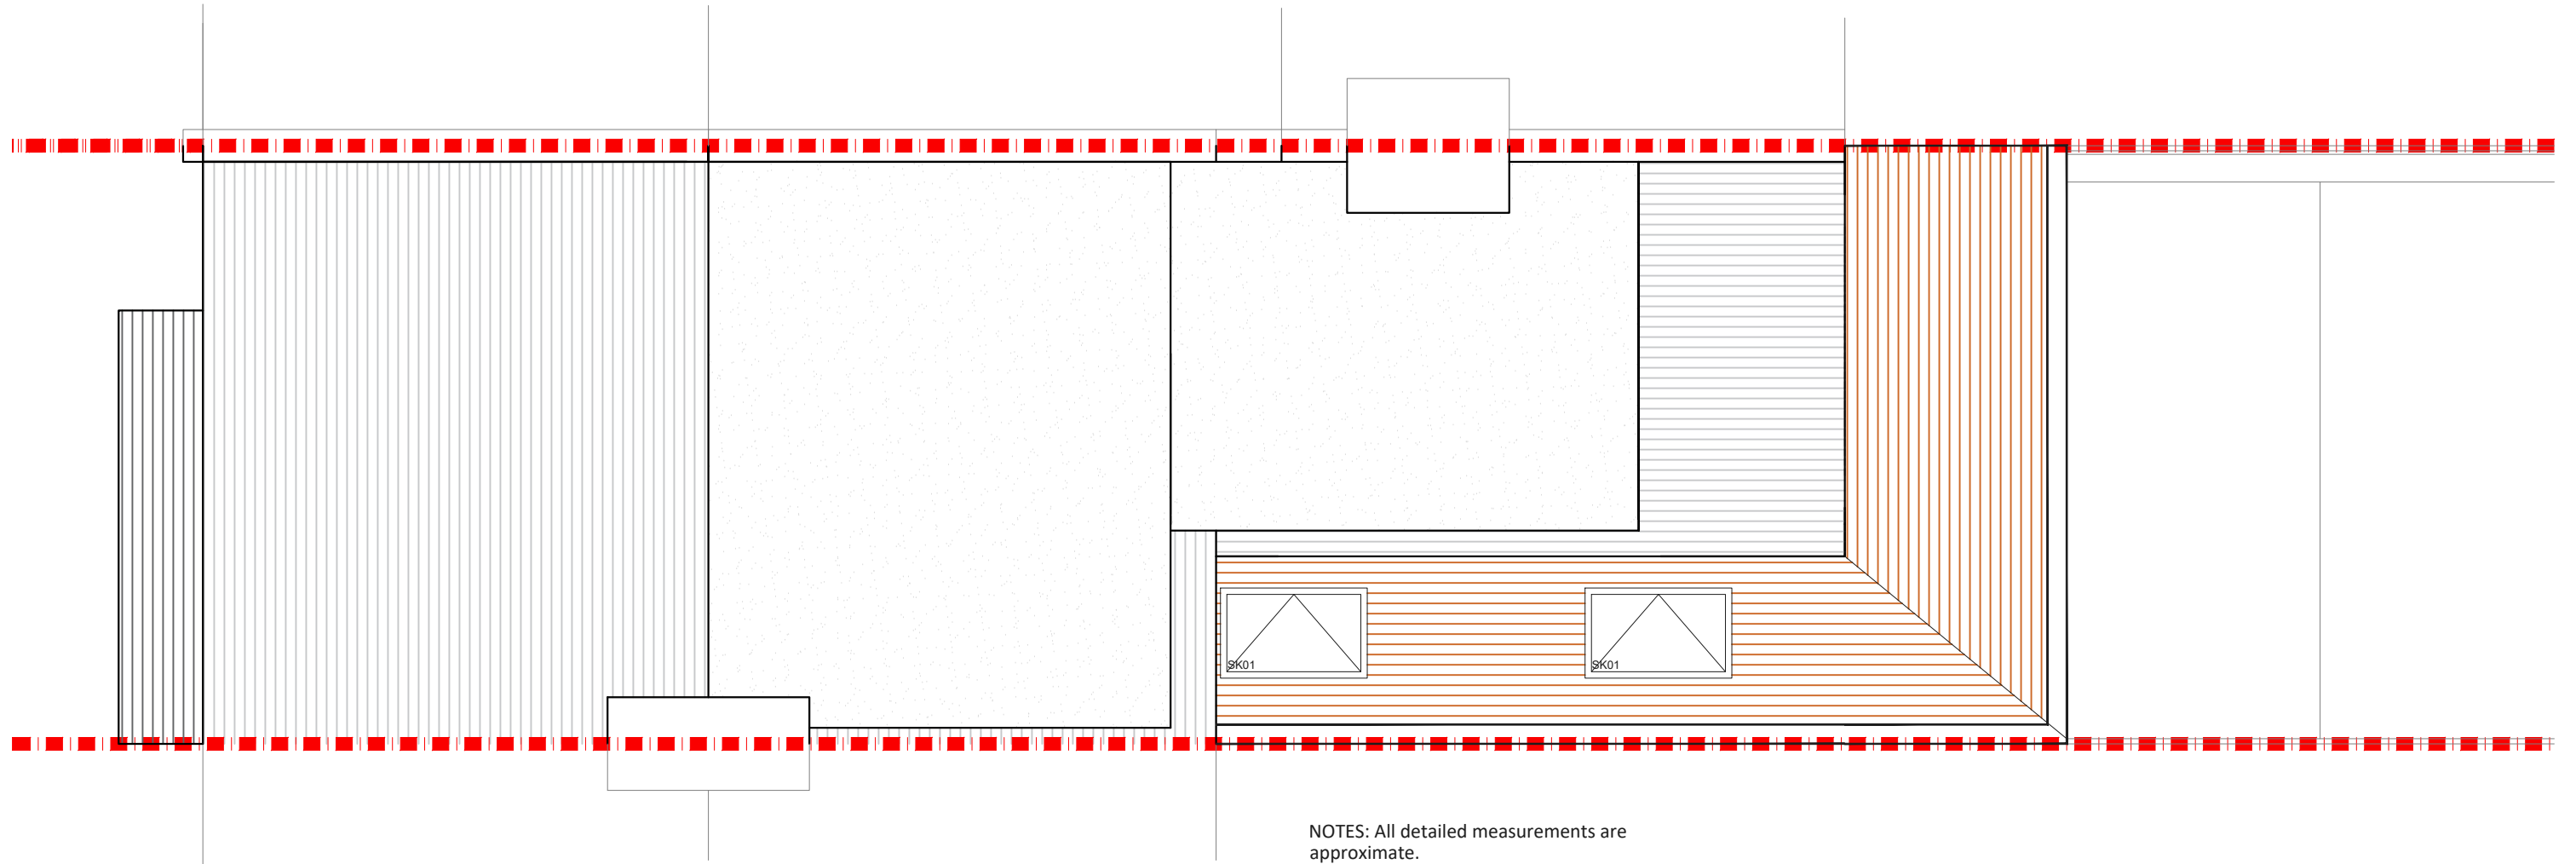 SK01
SK01
NOTES: All detailed measurements are
approximate.